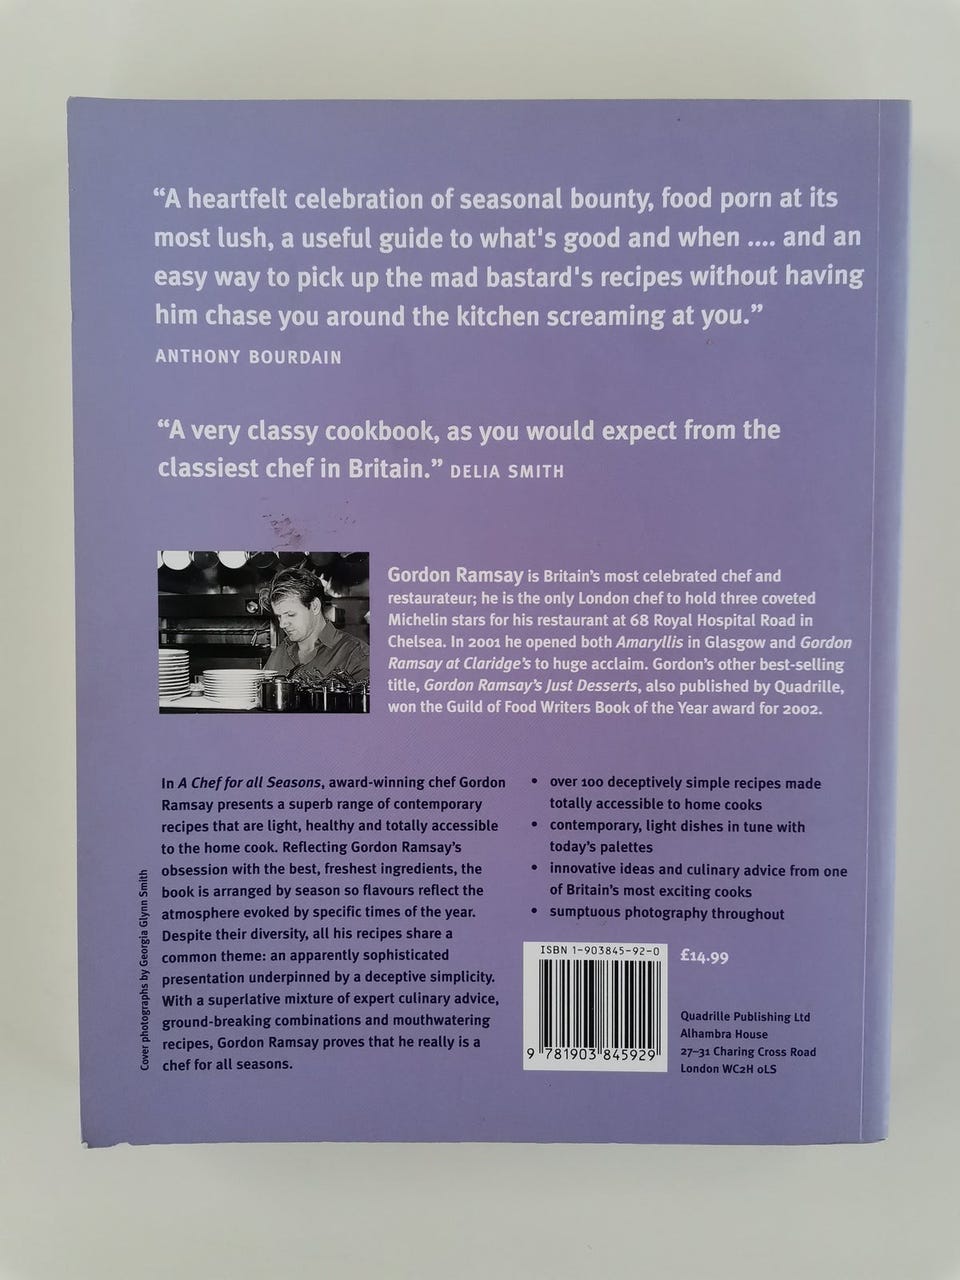 “A heartfelt celebration of seasonal bounty, food porn at its
most lush, a useful guide to what's good and when .... and an
easy way to pick up the mad bastard's recipes without having
him chase you around the kitchen screaming at you.”
ANTHONY BOURDAIN
“A very classy cookbook, as you would expect from the
classiest chef in Britain.” DELIA SMITH
Gordon Ramsay is Britain’s most celebrated chef and
restaurateur; he is the only London chef to hold three coveted
Michelin stars for his restaurant at 68 Royal Hospital Road in
Chelsea. In 2001 he opened both Amaryllis in Glasgow and Gordon
Ramsay at Claridge’s to huge acclaim. Gordon’s other best-selling
title, Gordon Ramsay’s Just Desserts, also published by Quadrille,
won the Guild of Food Writers Book of the Year award for 2002.
In A Chef for all Seasons, award-winning chef Gordon
Ramsay presents a superb range of contemporary
recipes that are light, healthy and totally accessible
to the home cook. Reflecting Gordon Ramsay’s
obsession with the best, freshest ingredients, the
book is arranged by season so flavours reflect the
atmosphere evoked by specific times of the year.
Despite their diversity, all his recipes share a
common theme: an apparently sophisticated
presentation underpinned by a deceptive simplicity.
With a superlative mixture of expert culinary advice,
ground-breaking combinations and mouthwatering
recipes, Gordon Ramsay proves that he really is a
chef for all seasons.
• over 100 deceptively simple recipes made
totally accessible to home cooks
• contemporary, light dishes in tune with
today’s palettes
• innovative ideas and culinary advice from one
of Britain’s most exciting cooks
• sumptuous photography throughout
Cover photographs by Georgia Glynn Smith
ISBN 1-903845-92-0
9 781903 845929
£14.99
Quadrille Publishing Ltd
Alhambra House
27–31 Charing Cross Road
London WC2H 0LS